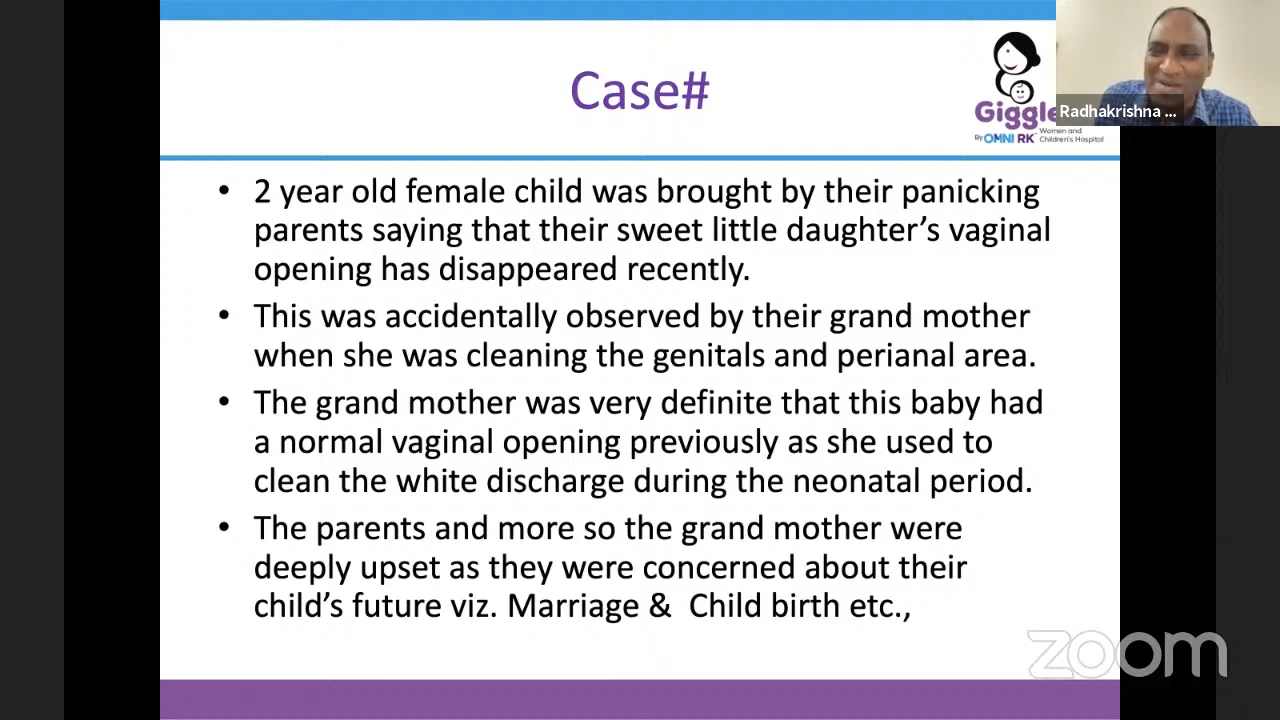 Case#
Giggle
By OMNI RK
Women and
Children's Hospital
Radhakrishna ...
• 2 year old female child was brought by their panicking
parents saying that their sweet little daughter’s vaginal
opening has disappeared recently.
• This was accidentally observed by their grand mother
when she was cleaning the genitals and perianal area.
• The grand mother was very definite that this baby had
a normal vaginal opening previously as she used to
clean the white discharge during the neonatal period.
• The parents and more so the grand mother were
deeply upset as they were concerned about their
child’s future viz. Marriage &  Child birth etc.,
zoom